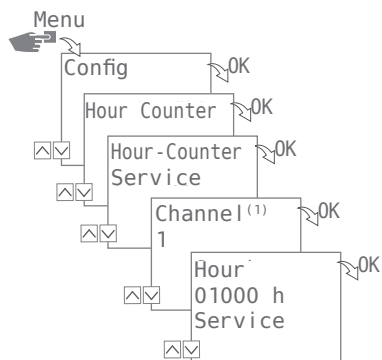 Menu
Config
OK
Hour Counter
OK
Hour-Counter
OK
Service
Channel(1)
OK
1
Hour
OK
01000 h
Service